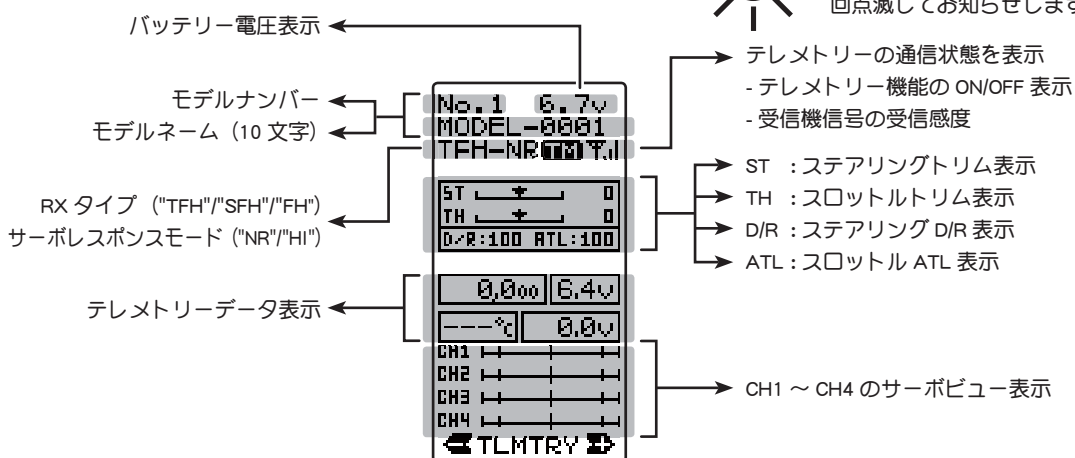 回点滅してお知らせします
バッテリー電圧表示
テレメトリーの通信状態を表示
- テレメトリー機能の ON/OFF 表示
- 受信機信号の受信感度
モデルナンバー
モデルネーム（10 文字）
RX タイプ ("TFH"/"SFH"/"FH")
サーボレスポンスモード ("NR"/"HI")
テレメトリーデータ表示
No.1 6.7v
MODEL-0001
TFH-NR TM
ST 0
TH 0
D/R:100 ATL:100
0,000 6.4v
---℃ 0.0v
CH1
CH2
CH3
CH4
TLMTRY
ST ：ステアリングトリム表示
TH ：スロットルトリム表示
D/R ：ステアリング D/R 表示
ATL：スロットル ATL 表示
CH1 ～ CH4 のサーボビュー表示